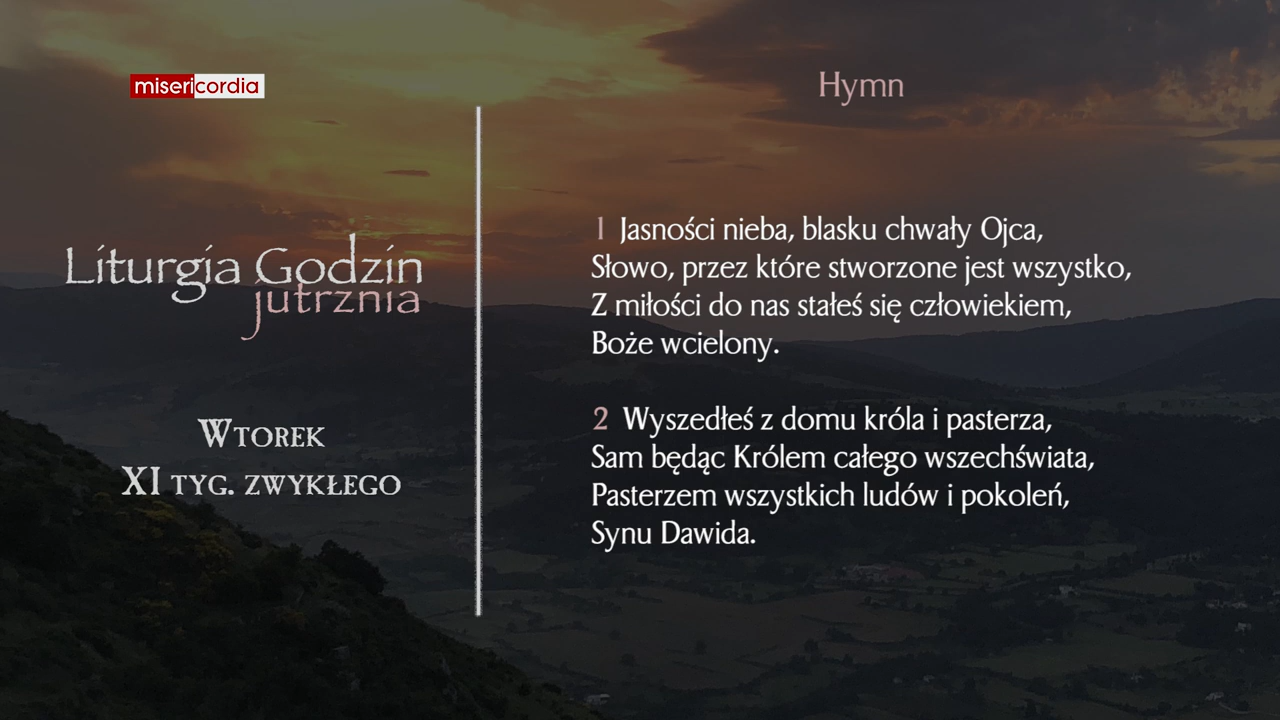 misericordia
Liturgia Godzin
jutrznia
Wtorek
XI tyg. zwykłego
Hymn
1 Jasności nieba, blasku chwały Ojca,
Słowo, przez które stworzone jest wszystko,
Z miłości do nas stałeś się człowiekiem,
Boże wcielony.
2 Wyszedłeś z domu króla i pasterza,
Sam będąc Królem całego wszechświata,
Pasterzem wszystkich ludów i pokoleń,
Synu Dawida.